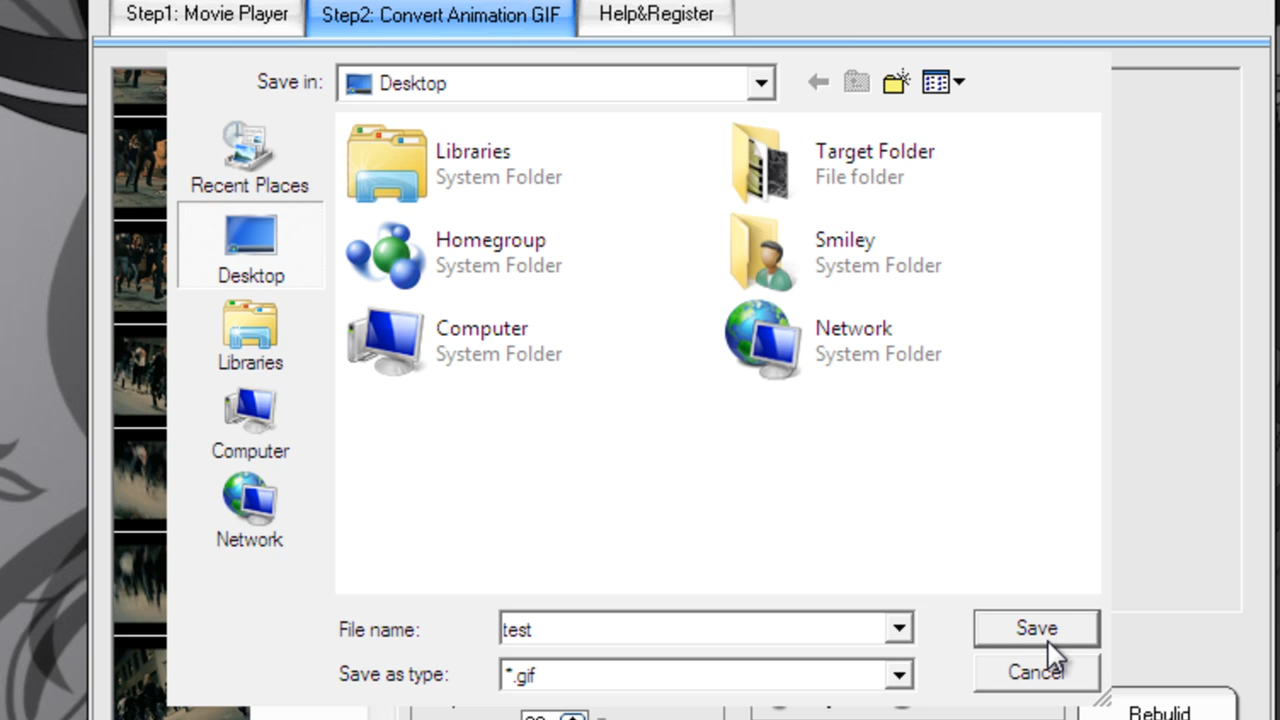 Step1: Movie Player
Step2: Convert Animation GIF
Help&Register
Save in:
Desktop
Recent Places
Desktop
Libraries
Computer
Network
Libraries
System Folder
Target Folder
File folder
Homegroup
System Folder
Smiley
System Folder
Computer
System Folder
Network
System Folder
File name:
test
Save
Save as type:
*.gif
Cancel
Rebulid